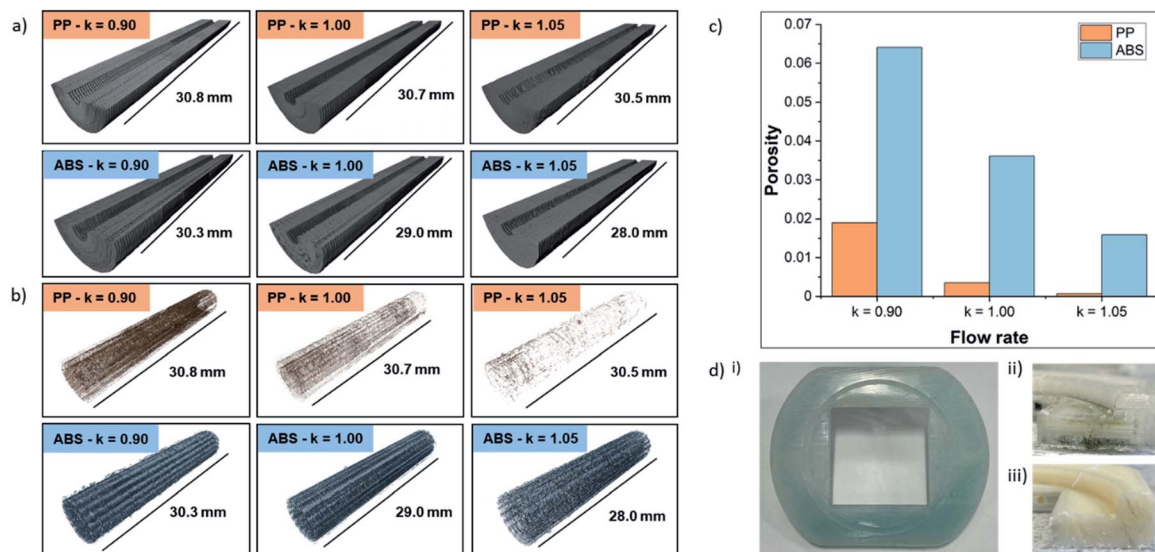 a)
PP - k = 0.90
30.8 mm
PP - k = 1.00
30.7 mm
PP - k = 1.05
30.5 mm
ABS - k = 0.90
30.3 mm
ABS - k = 1.00
29.0 mm
ABS - k = 1.05
28.0 mm
b)
PP - k = 0.90
30.8 mm
PP - k = 1.00
30.7 mm
PP - k = 1.05
30.5 mm
ABS - k = 0.90
30.3 mm
ABS - k = 1.00
29.0 mm
ABS - k = 1.05
28.0 mm
c)
PP
ABS
Porosity
0.07
0.06
0.05
0.04
0.03
0.02
0.01
0
k = 0.90
k = 1.00
k = 1.05
Flow rate
d) i)
ii)
iii)